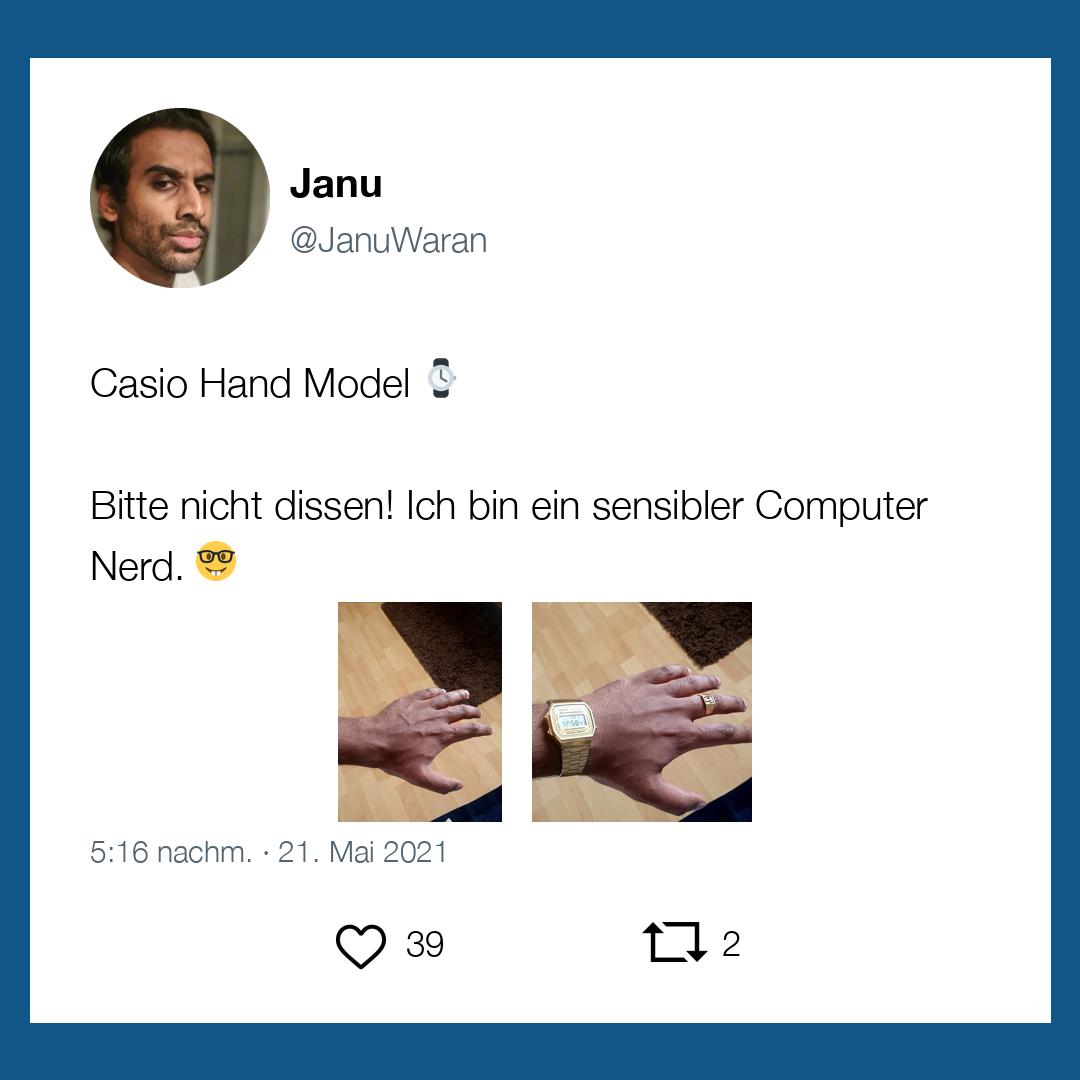 Janu
@JanuWaran
Casio Hand Model ⌚
Bitte nicht dissen! Ich bin ein sensibler Computer
Nerd. 🤓
5:16 nachm. · 21. Mai 2021
39
2